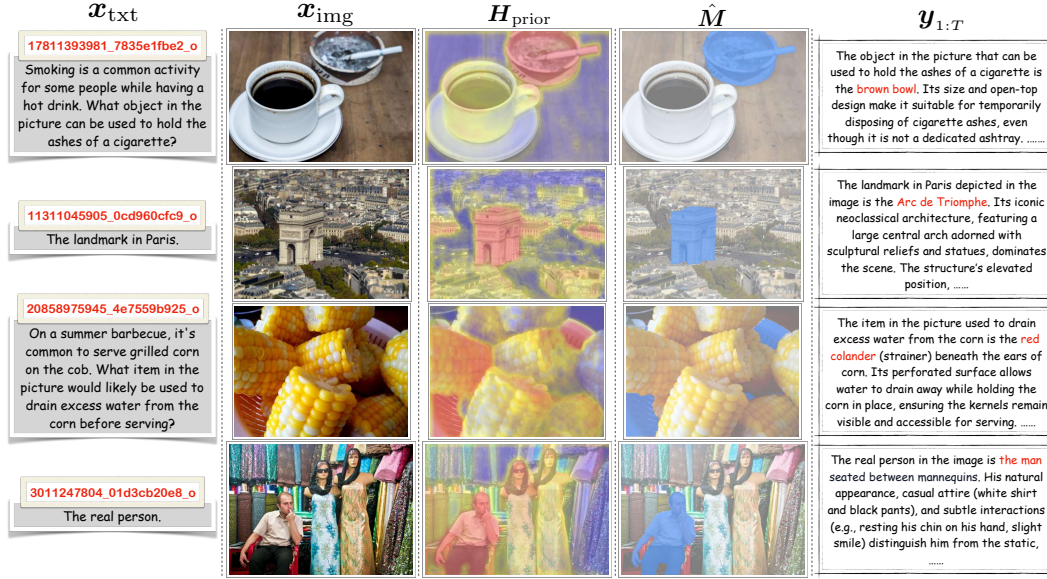 x_txt x_img H_prior M̂ y_{1:T}
17811393981_7835e1fbe2_o
Smoking is a common activity
for some people while having a
hot drink. What object in the
picture can be used to hold the
ashes of a cigarette?
The object in the picture that can be
used to hold the ashes of a cigarette is
the brown bowl. Its size and open-top
design make it suitable for temporarily
disposing of cigarette ashes, even
though it is not a dedicated ashtray. ……
11311045905_0cd960cfc9_o
The landmark in Paris.
The landmark in Paris depicted in the
image is the Arc de Triomphe. Its iconic
neoclassical architecture, featuring a
large central arch adorned with
sculptural reliefs and statues, dominates
the scene. The structure's elevated
position, ……
20858975945_4e7559b925_o
On a summer barbecue, it's
common to serve grilled corn
on the cob. What item in the
picture would likely be used to
drain excess water from the
corn before serving?
The item in the picture used to drain
excess water from the corn is the red
colander (strainer) beneath the ears of
corn. Its perforated surface allows
water to drain away while holding the
corn in place, ensuring the kernels remain
visible and accessible for serving. ……
3011247804_01d3cb20e8_o
The real person.
The real person in the image is the man
seated between mannequins. His natural
appearance, casual attire (white shirt
and black pants), and subtle interactions
(e.g., resting his chin on his hand, slight
smile) distinguish him from the static,
……